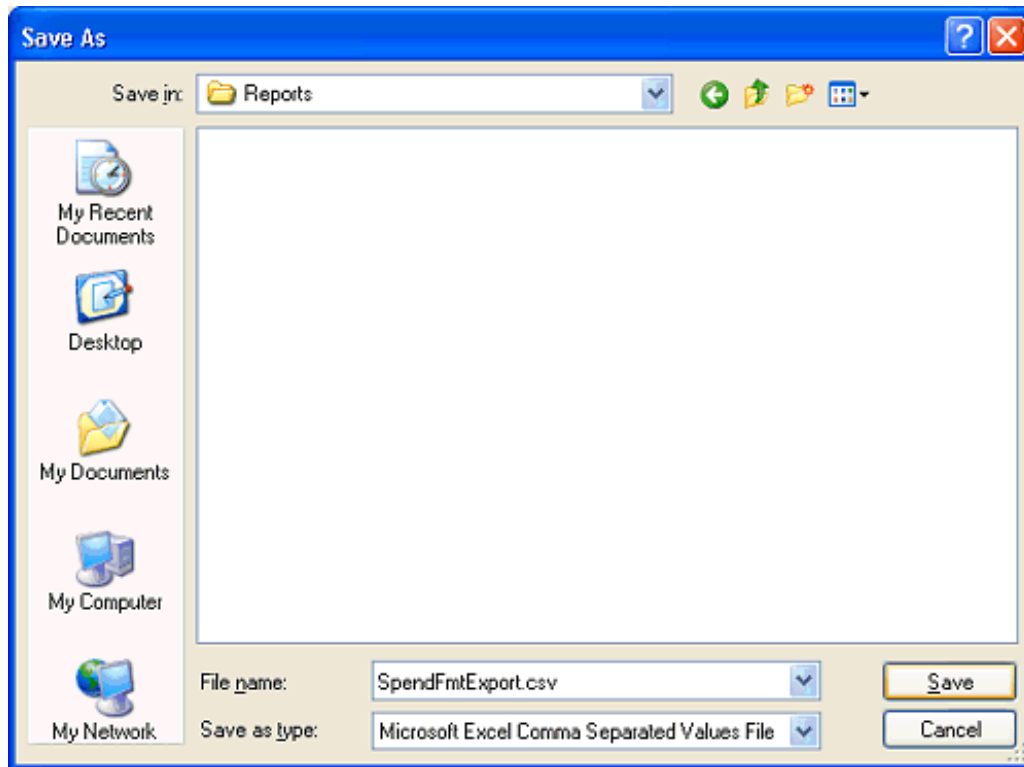 Save As
Save in:
Reports
My Recent
Documents
Desktop
My Documents
My Computer
My Network
File name:
SpendFmtExport.csv
Save
Save as type:
Microsoft Excel Comma Separated Values File
Cancel